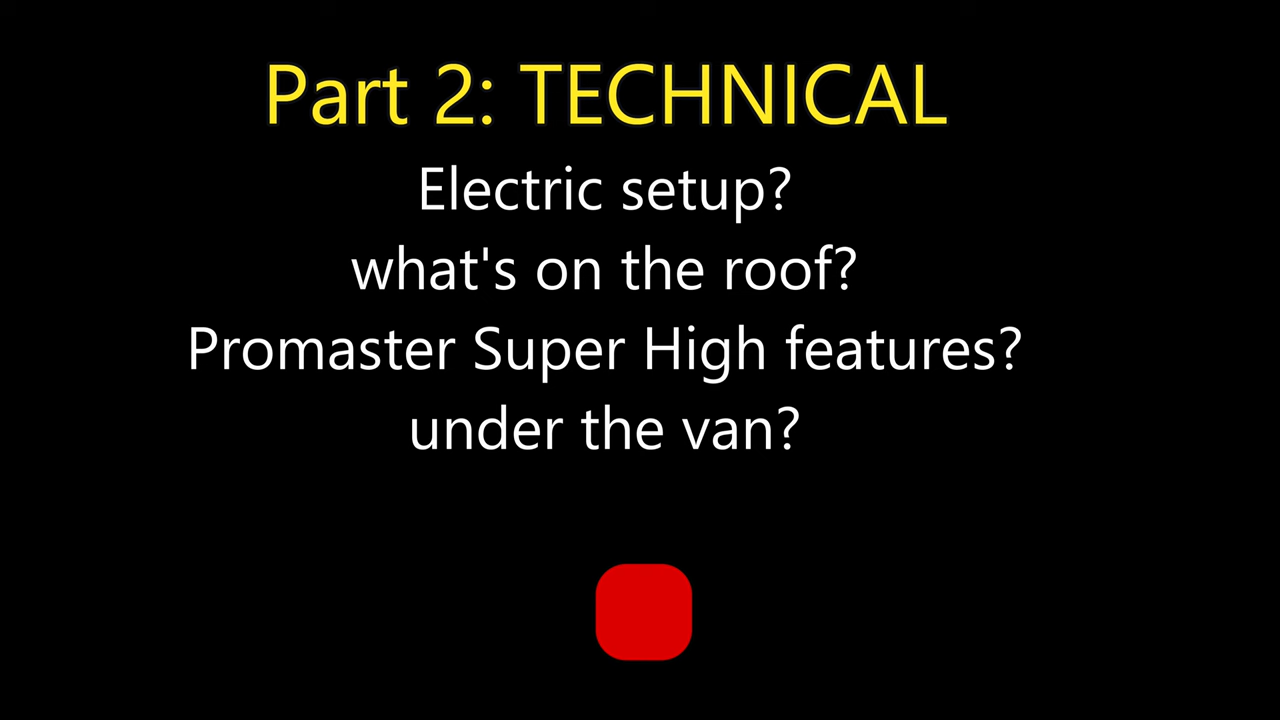 Part 2: TECHNICAL
Electric setup?
what's on the roof?
Promaster Super High features?
under the van?